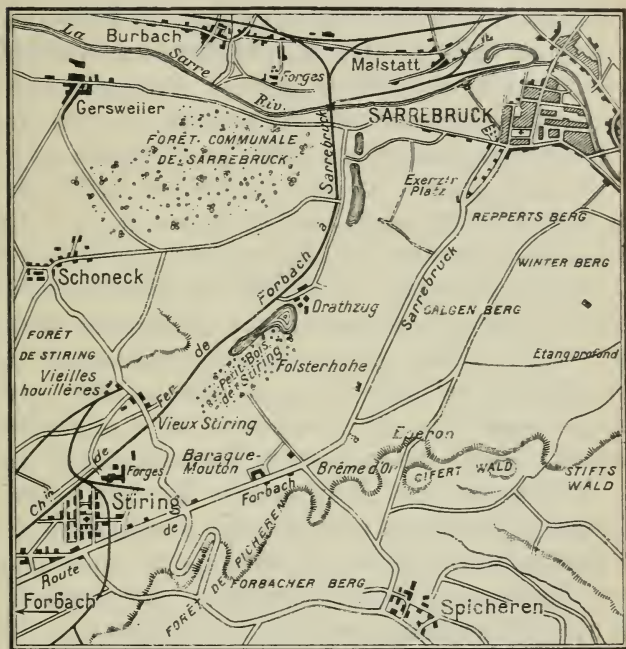 La Sarre Riv.
Burbach
Forges
Malstatt
Gersweiler
SARREBRUCK
FORÊT COMMUNALE
DE SARREBRUCK
Exerzir
Platz
REPPERTS BERG
WINTER BERG
Schoneck
Drathzug
GALGEN BERG
FORÊT
DE STIRING
Etang profond
Petit-Bois
de Stiring
Folsterhohe
Vieilles
houillères
Vieux Stiring
Chin de Fer de Forbach à Sarrebruck
Baraque-
Mouton
Eperon
Brême d'Or
GIFERT WALD
STIFTS
WALD
Forges
Stiring
Route de Forbach à Sarrebruck
FORÊT DE SPICHEREN
FORBACHER BERG
Forbach
Spicheren